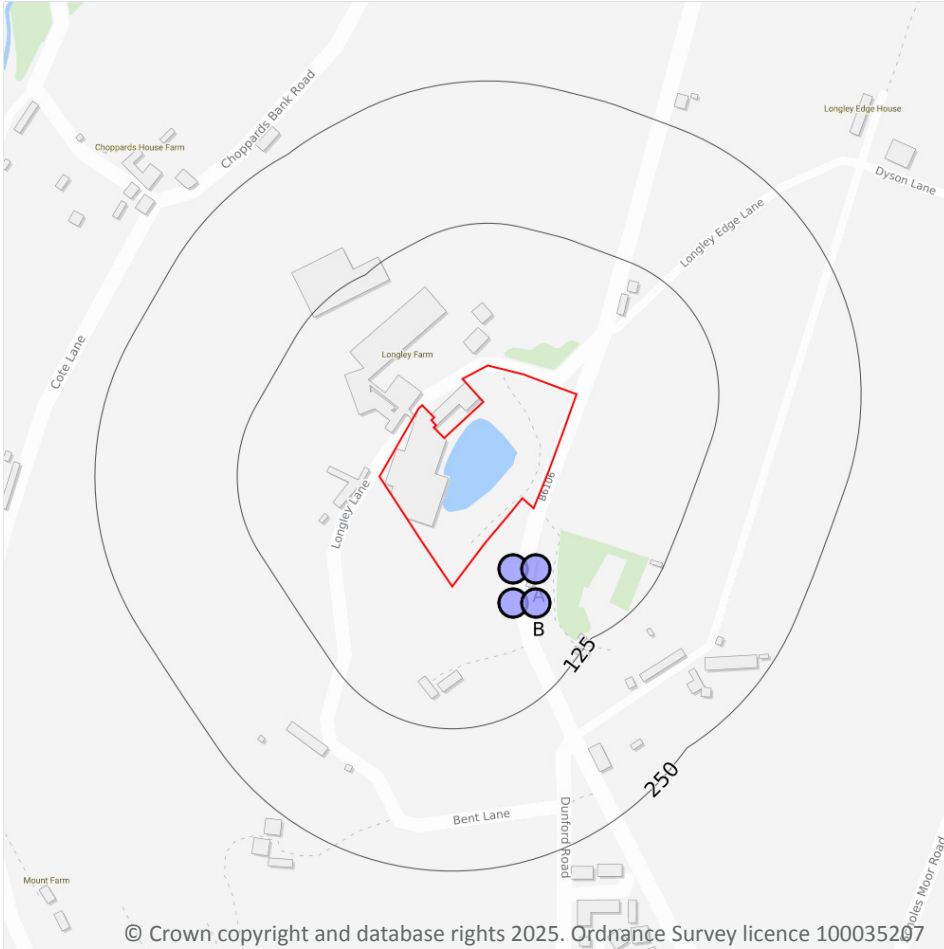 Longley Edge House
Choppards Bank Road
Choppards House Farm
Dyson Lane
Longley Edge Lane
Cote Lane
Longley Farm
B6106
Longley Lane
A
B
125
250
Bent Lane
Dunford Road
Mount Farm
oles Moor Road
© Crown copyright and database rights 2025. Ordnance Survey licence 100035207